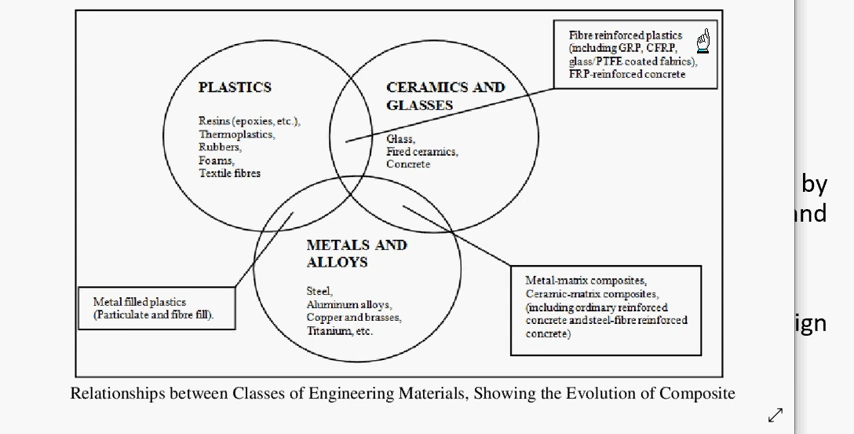 PLASTICS
Resins (epoxies, etc.),
Thermoplastics,
Rubbers,
Foams,
Textile fibres
CERAMICS AND
GLASSES
Glass,
Fired ceramics,
Concrete
Fibre reinforced plastics
(including GRP, CFRP,
glass/PTFE coated fabrics),
FRP-reinforced concrete
METALS AND
ALLOYS
Steel,
Aluminum alloys,
Copper and brasses,
Titanium, etc.
Metal filled plastics
(Particulate and fibre fill).
Metal-matrix composites,
Ceramic-matrix composites,
(including ordinary reinforced
concrete and steel-fibre reinforced
concrete)
Relationships between Classes of Engineering Materials, Showing the Evolution of Composite
by